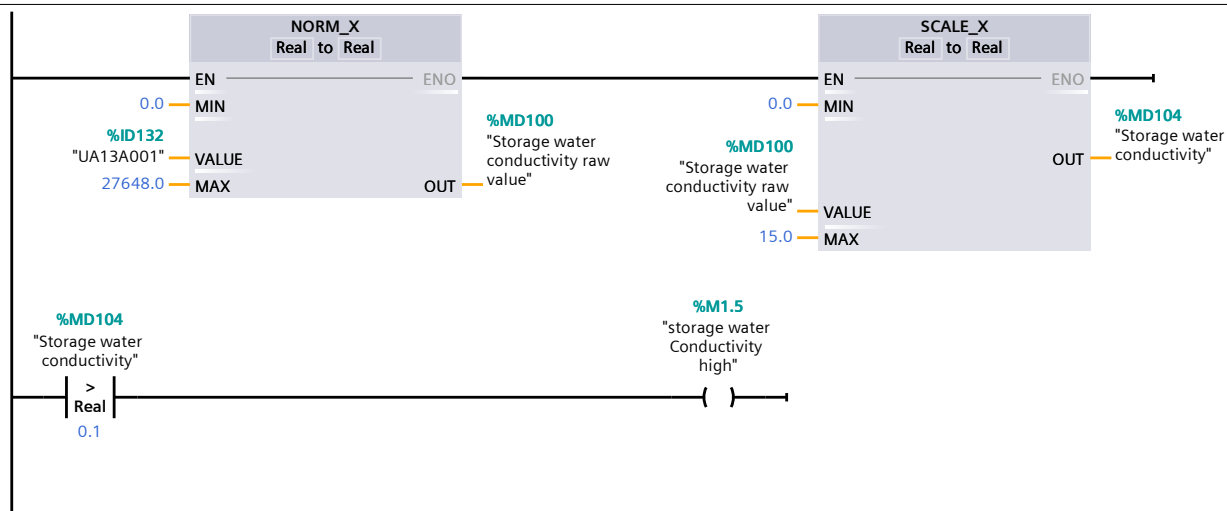 NORM_X
Real to Real
EN
ENO
0.0
MIN
%ID132
"UA13A001"
VALUE
27648.0
MAX
OUT
%MD100
"Storage water
conductivity raw
value"
SCALE_X
Real to Real
EN
ENO
0.0
MIN
%MD100
"Storage water
conductivity raw
value"
VALUE
15.0
MAX
OUT
%MD104
"Storage water
conductivity"
%MD104
"Storage water
conductivity"
>
Real
0.1
%M1.5
"storage water
Conductivity
high"